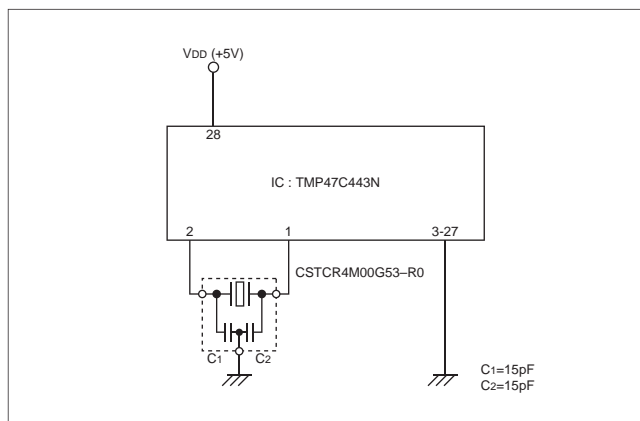 VDD (+5V)
28
IC : TMP47C443N
2 1 3-27
CSTCR4M00G53–R0
C1 C2
C1=15pF
C2=15pF